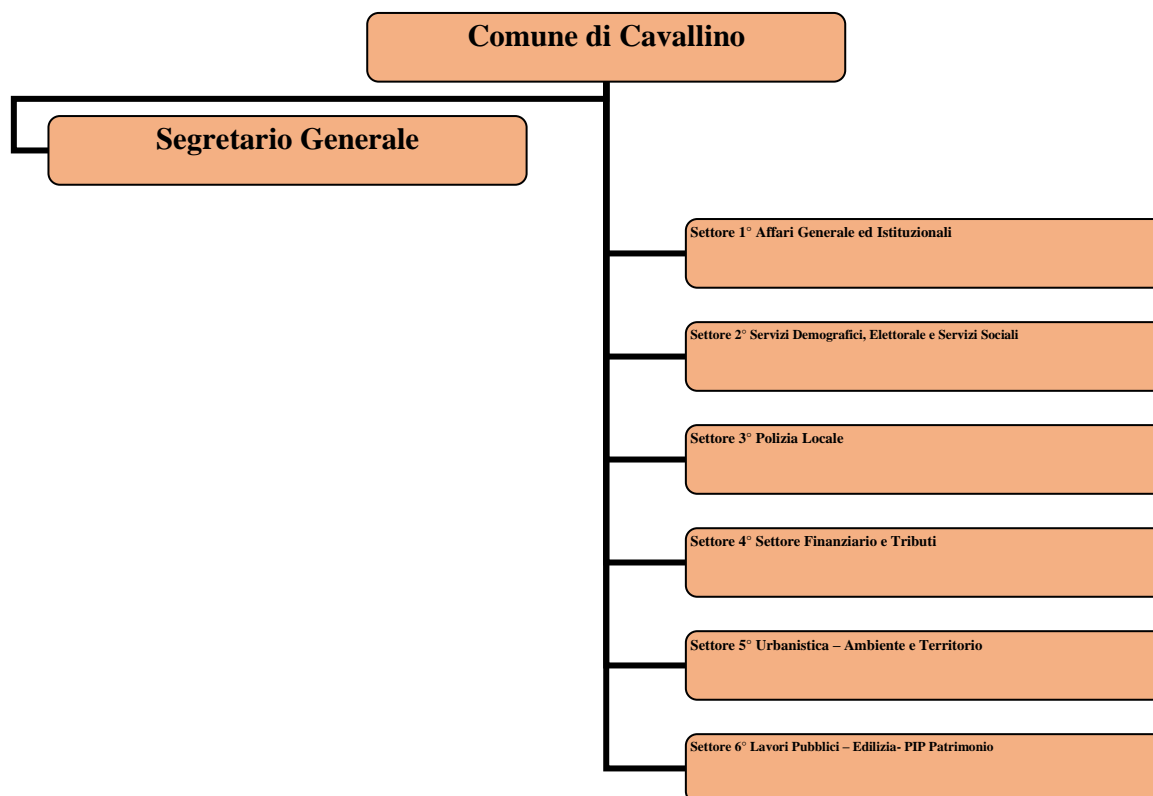 Comune di Cavallino
Segretario Generale
Settore 1° Affari Generale ed Istituzionali
Settore 2° Servizi Demografici, Elettorale e Servizi Sociali
Settore 3° Polizia Locale
Settore 4° Settore Finanziario e Tributi
Settore 5° Urbanistica – Ambiente e Territorio
Settore 6° Lavori Pubblici – Edilizia- PIP Patrimonio